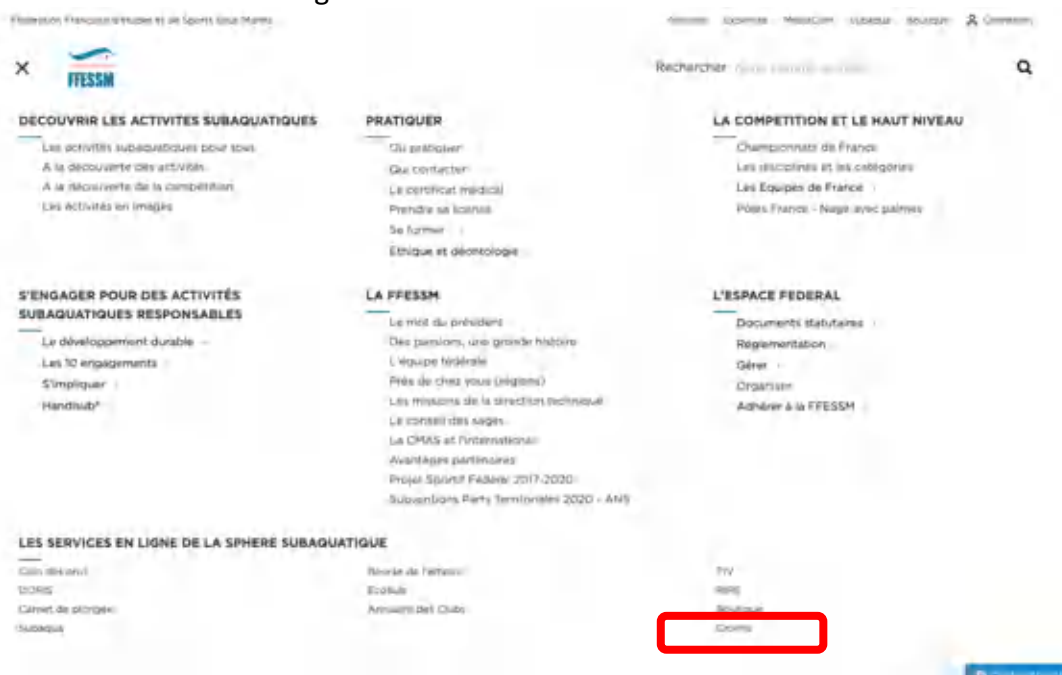 Fédération Française d'Etudes et de Sports Sous-Marins
Boutique Connexion
FFESSM
Rechercher
DECOUVRIR LES ACTIVITES SUBAQUATIQUES
Les activités subaquatiques pour tous
A la découverte des activités
A la découverte de la compétition
Les activités en images
PRATIQUER
Où pratiquer
Qui contacter
Le certificat médical
Prendre sa licence
Se former
Ethique et déontologie
LA COMPETITION ET LE HAUT NIVEAU
Championnats de France
Les disciplines et les catégories
Les Equipes de France
Pôles France - Nage avec palmes
S'ENGAGER POUR DES ACTIVITÉS
SUBAQUATIQUES RESPONSABLES
Le développement durable
Les 10 engagements
S'impliquer
Handisub®
LA FFESSM
Le mot du président
Des passions, une grande histoire
L'équipe fédérale
Près de chez vous (régions)
Les missions de la direction technique
Le conseil des sages
La CMAS et l'international
Avantages partenaires
Projet Sportif Fédéral 2017-2020
Subventions Parts Territoriales 2020 - ANS
L'ESPACE FEDERAL
Documents statutaires
Réglementation
Gérer
Organiser
Adhérer à la FFESSM
LES SERVICES EN LIGNE DE LA SPHERE SUBAQUATIQUE
DORIS
Carnet de plongée
Subaqua
Ecosub
Annuaire des Clubs
TIV
Boutique